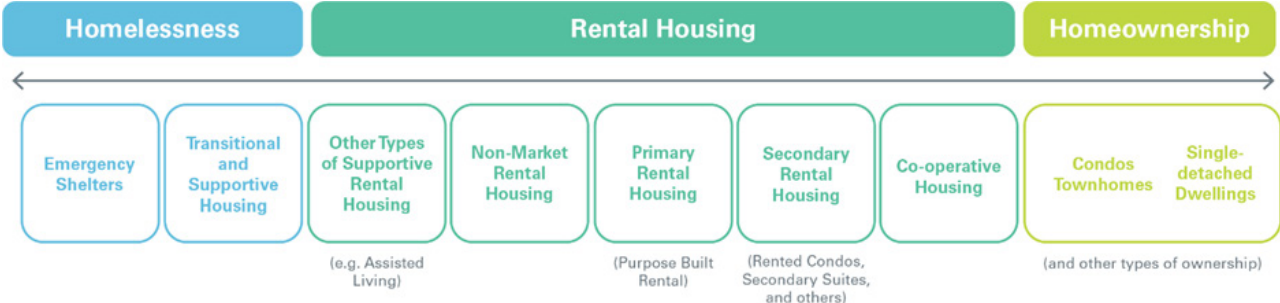 Homelessness
Rental Housing
Homeownership
Emergency
Shelters
Transitional
and
Supportive
Housing
Other Types
of Supportive
Rental
Housing
Non-Market
Rental
Housing
Primary
Rental
Housing
Secondary
Rental
Housing
Co-operative
Housing
Condos
Townhomes
Single-
detached
Dwellings
(e.g. Assisted
Living)
(Purpose Built
Rental)
(Rented Condos,
Secondary Suites,
and others)
(and other types of ownership)